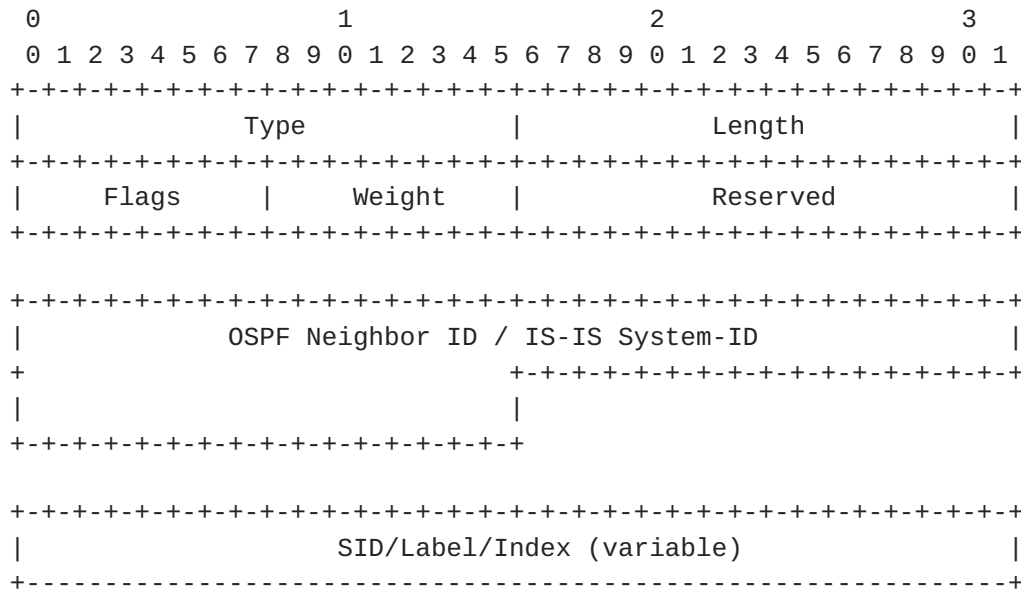 0                   1                   2                   3
 0 1 2 3 4 5 6 7 8 9 0 1 2 3 4 5 6 7 8 9 0 1 2 3 4 5 6 7 8 9 0 1
+-+-+-+-+-+-+-+-+-+-+-+-+-+-+-+-+-+-+-+-+-+-+-+-+-+-+-+-+-+-+-+-+
|              Type             |            Length             |
+-+-+-+-+-+-+-+-+-+-+-+-+-+-+-+-+-+-+-+-+-+-+-+-+-+-+-+-+-+-+-+-+
|     Flags     |     Weight    |            Reserved           |
+-+-+-+-+-+-+-+-+-+-+-+-+-+-+-+-+-+-+-+-+-+-+-+-+-+-+-+-+-+-+-+-+

+-+-+-+-+-+-+-+-+-+-+-+-+-+-+-+-+-+-+-+-+-+-+-+-+-+-+-+-+-+-+-+-+
|             OSPF Neighbor ID / IS-IS System-ID                |
+                               +-+-+-+-+-+-+-+-+-+-+-+-+-+-+-+-+
|                               |
+-+-+-+-+-+-+-+-+-+-+-+-+-+-+-+-+

+-+-+-+-+-+-+-+-+-+-+-+-+-+-+-+-+-+-+-+-+-+-+-+-+-+-+-+-+-+-+-+-+
|                    SID/Label/Index (variable)                 |
+---------------------------------------------------------------+